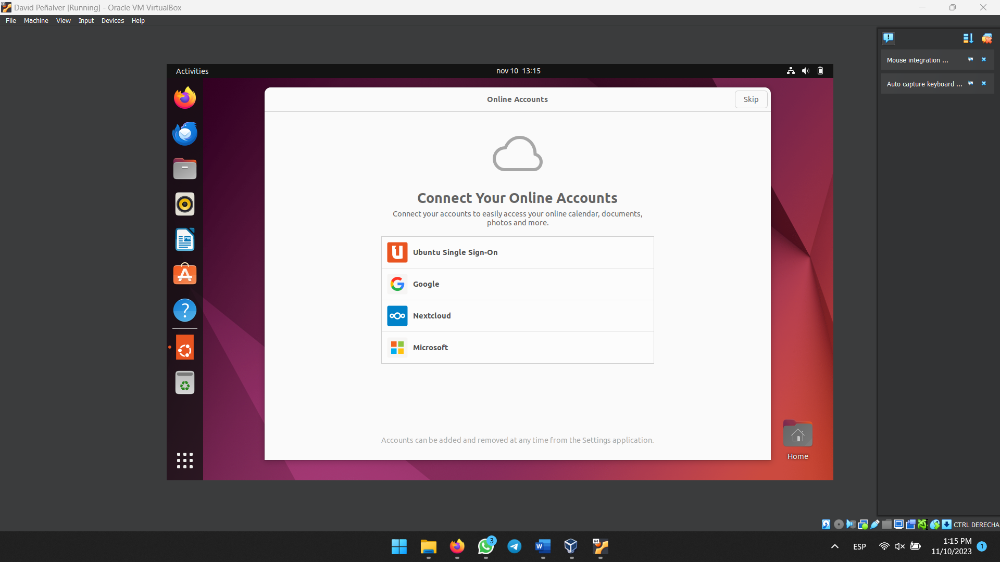 David Peñalver [Running] - Oracle VM VirtualBox
File Machine View Input Devices Help
Mouse integration ...
Auto capture keyboard ...
Activities
nov 10 13:15
Online Accounts
Skip
Connect Your Online Accounts
Connect your accounts to easily access your online calendar, documents,
photos and more.
Ubuntu Single Sign-On
Google
Nextcloud
Microsoft
Accounts can be added and removed at any time from the Settings application.
Home
CTRL DERECHA
3
64
ESP
1:15 PM
11/10/2023
1